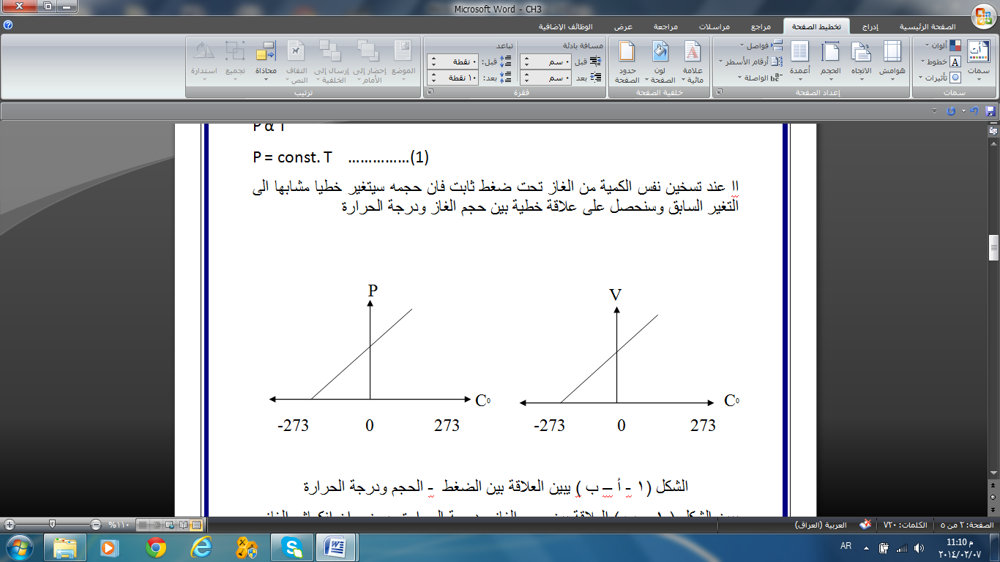 Microsoft Word - CH3
الصفحة الرئيسية إدراج تخطيط الصفحة مراجع مراسلات مراجعة عرض الوظائف الإضافية
سمات
ألوان
خطوط
تأثيرات
سمات
هوامش
الاتجاه
الحجم
أعمدة
فواصل
أرقام الأسطر
الواصلة
إعداد الصفحة
علامة مائية
لون الصفحة
حدود الصفحة
خلفية الصفحة
مسافة بادئة
قبل ٠ سم
بعد ٠ سم
تباعد
قبل: ٠ نقطة
بعد: ١٠ نقطة
فقرة
الموضع
إحضار إلى الأمام
إرسال إلى الخلفية
التفاف النص
محاذاة
تجميع
استدارة
ترتيب
P α T
P = const. T ……………(1)
اا عند تسخين نفس الكمية من الغاز تحت ضغط ثابت فان حجمه سيتغير خطيا مشابها الى
التغير السابق وسنحصل على علاقة خطية بين حجم الغاز ودرجة الحرارة
P
C0
-273 0 273
V
C0
-273 0 273
الشكل (١ - أ – ب ) يبين العلاقة بين الضغط - الحجم ودرجة الحرارة
الصفحة: ٢ من ٥ الكلمات: ٧٢٠ العربية (العراق)
١١٠%
AR
11:10 م
٢٠١٤/٠٢/٠٧